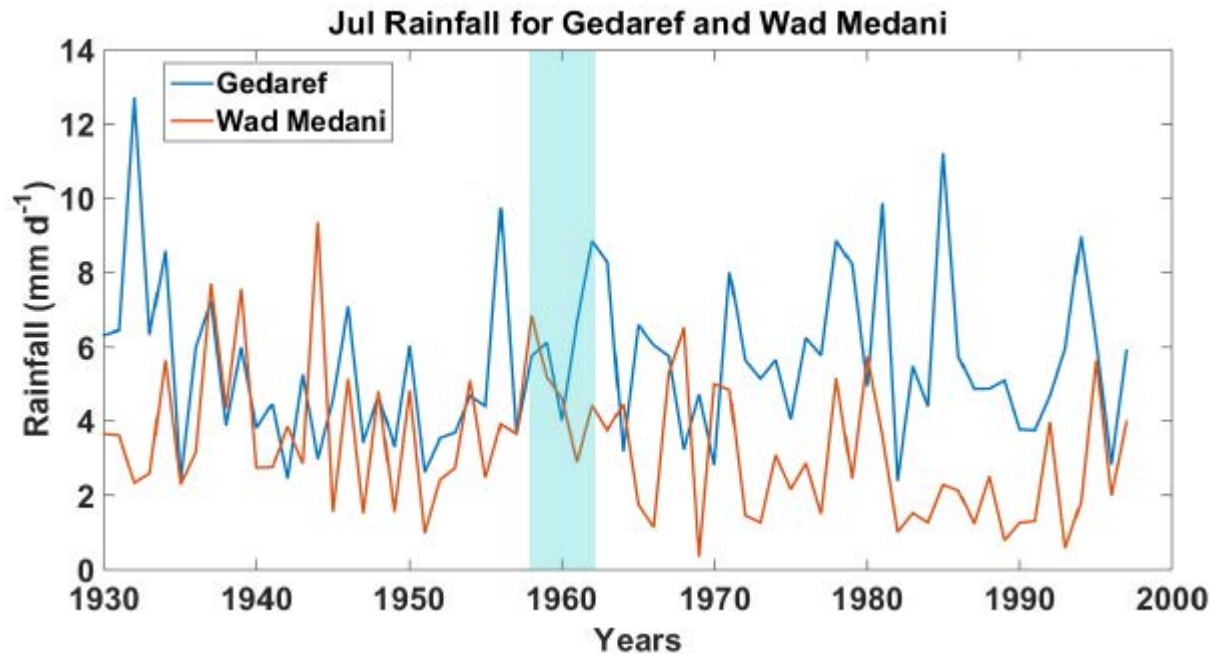 Jul Rainfall for Gedaref and Wad Medani
Gedaref
Wad Medani
Rainfall (mm d⁻¹)
14
12
10
8
6
4
2
0
1930 1940 1950 1960 1970 1980 1990 2000
Years